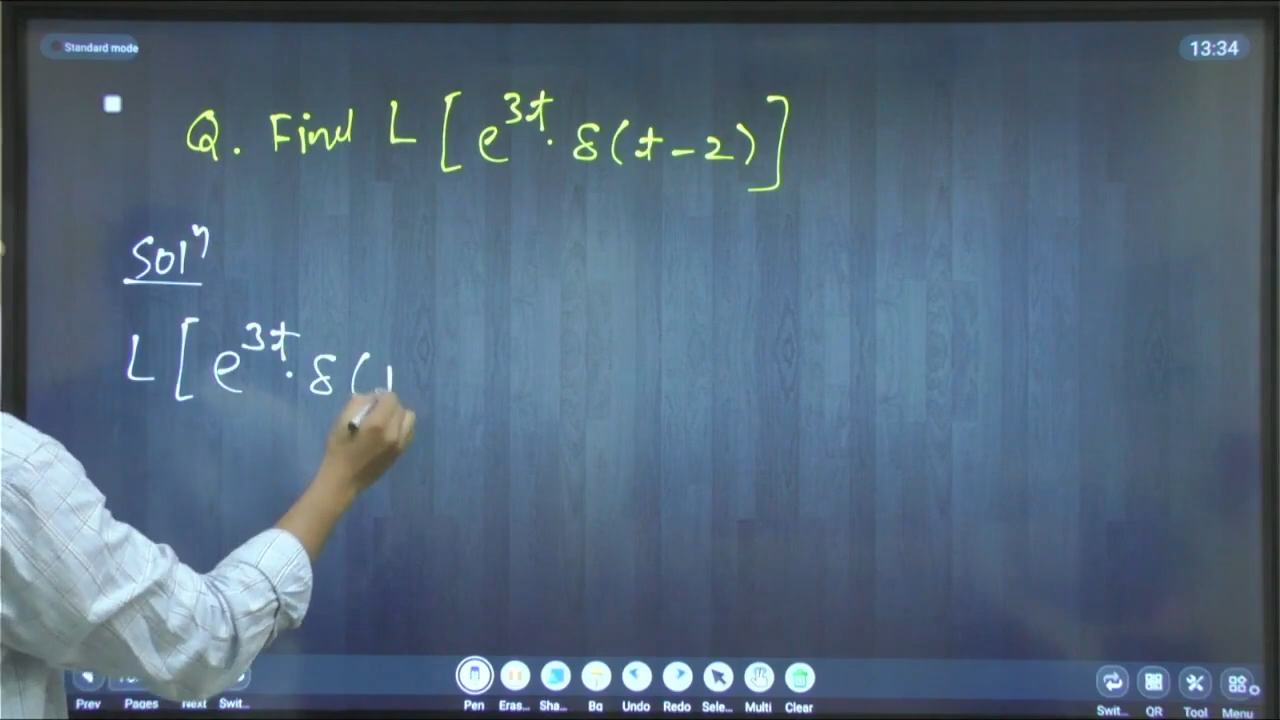 Standard mode
13:34
Q. Find L [e^{3t}. δ(t-2)]
Sol^n
L [e^{3t}. δ(
Prev Pages Next Swit... Pen Eras... Sha... Bg Undo Redo Sele... Multi Clear Swit... QR Tool Menu